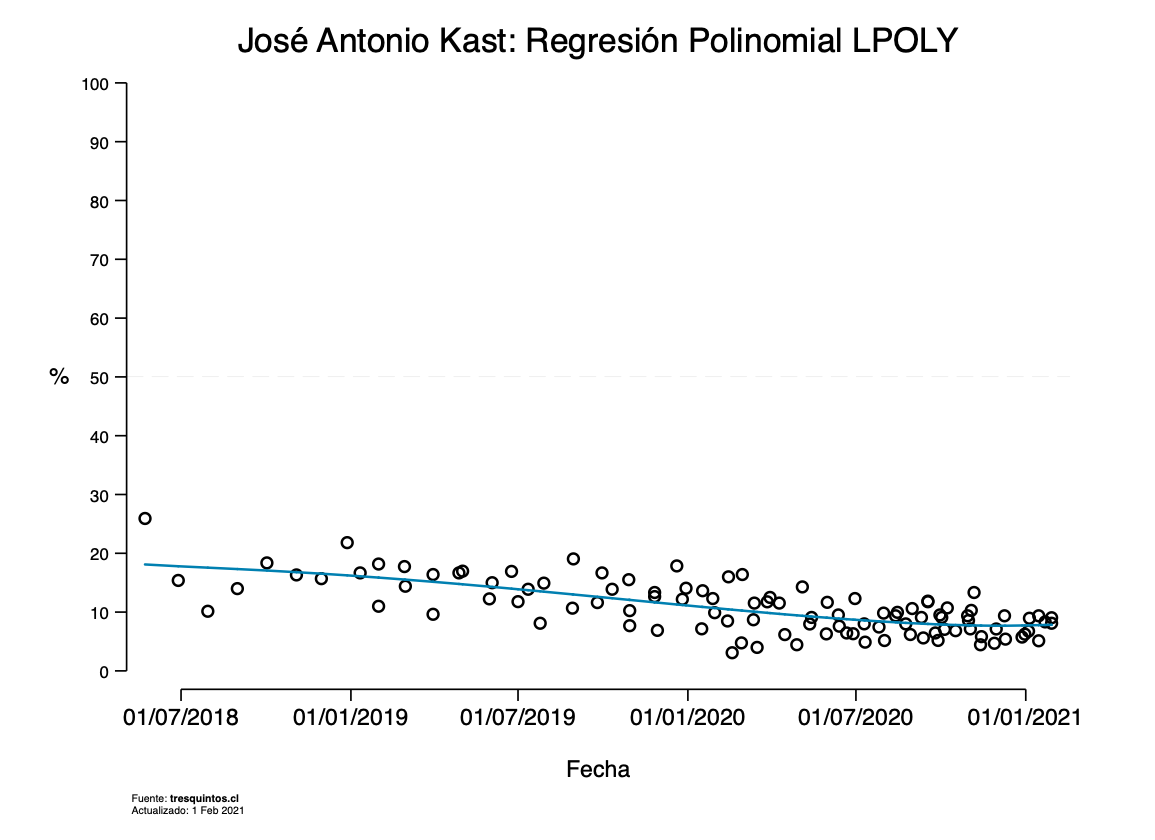 José Antonio Kast: Regresión Polinomial LPOLY
100
90
80
70
60
% 50
40
30
20
10
0
01/07/2018 01/01/2019 01/07/2019 01/01/2020 01/07/2020 01/01/2021
Fecha
Fuente: tresquintos.cl
Actualizado: 1 Feb 2021